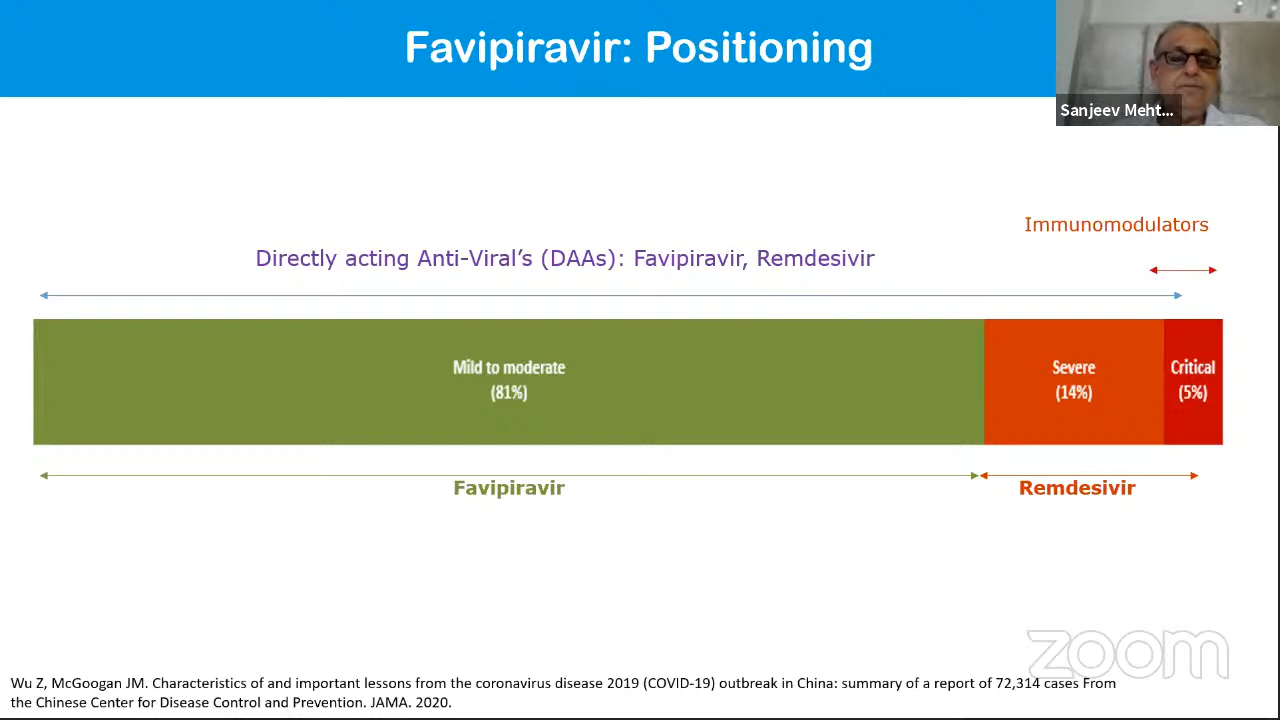 Favipiravir: Positioning
Sanjeev Meht...
Immunomodulators
Directly acting Anti-Viral’s (DAAs): Favipiravir, Remdesivir
Mild to moderate
(81%)
Severe
(14%)
Critical
(5%)
Favipiravir
Remdesivir
zoom
Wu Z, McGoogan JM. Characteristics of and important lessons from the coronavirus disease 2019 (COVID-19) outbreak in China: summary of a report of 72,314 cases From
the Chinese Center for Disease Control and Prevention. JAMA. 2020.